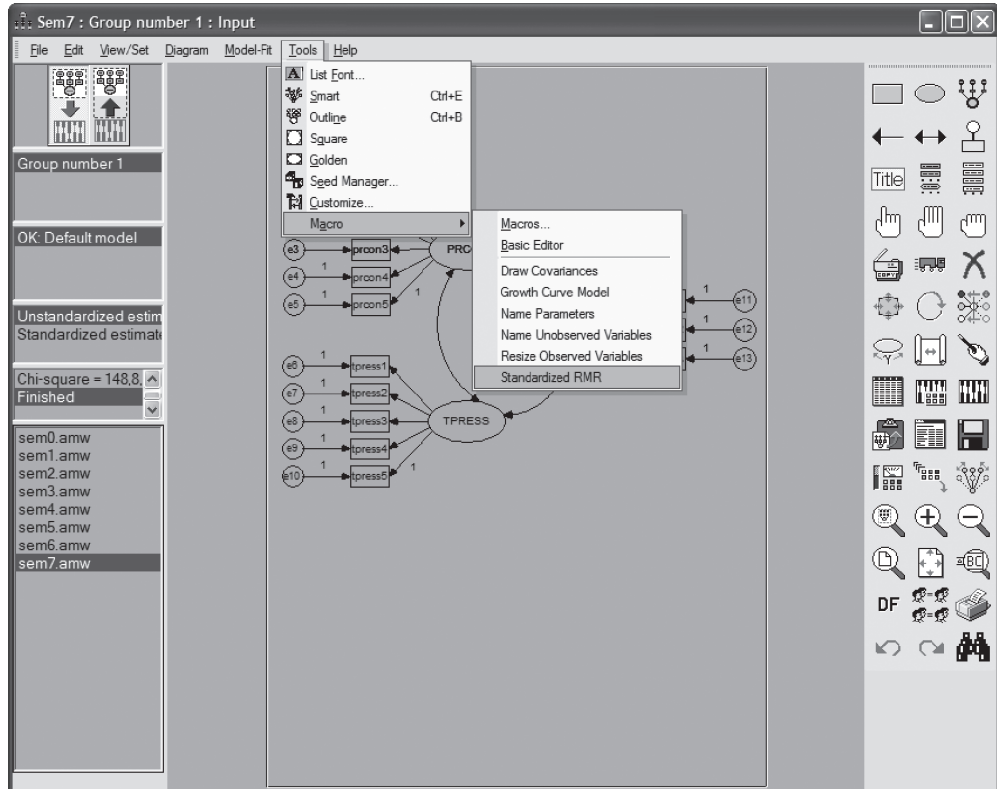 Sem7 : Group number 1 : Input
File Edit View/Set Diagram Model-Fit Tools Help
List Font...
Smart Ctrl+E
Outline Ctrl+B
Square
Golden
Seed Manager...
Customize...
Macro
Macros...
Basic Editor
Draw Covariances
Growth Curve Model
Name Parameters
Name Unobserved Variables
Resize Observed Variables
Standardized RMR
Group number 1
OK: Default model
Unstandardized estim
Standardized estimate
Chi-square = 148,8,
Finished
sem0.amw
sem1.amw
sem2.amw
sem3.amw
sem4.amw
sem5.amw
sem6.amw
sem7.amw
e3 prcon3 PRC
e4 1 prcon4
e5 1 prcon5 1
1 e11
1 e12
1 e13
e6 1 tpress1
e7 1 tpress2
e8 1 tpress3 TPRESS
e9 1 tpress4
e10 1 tpress5 1
Title
COPY
DF